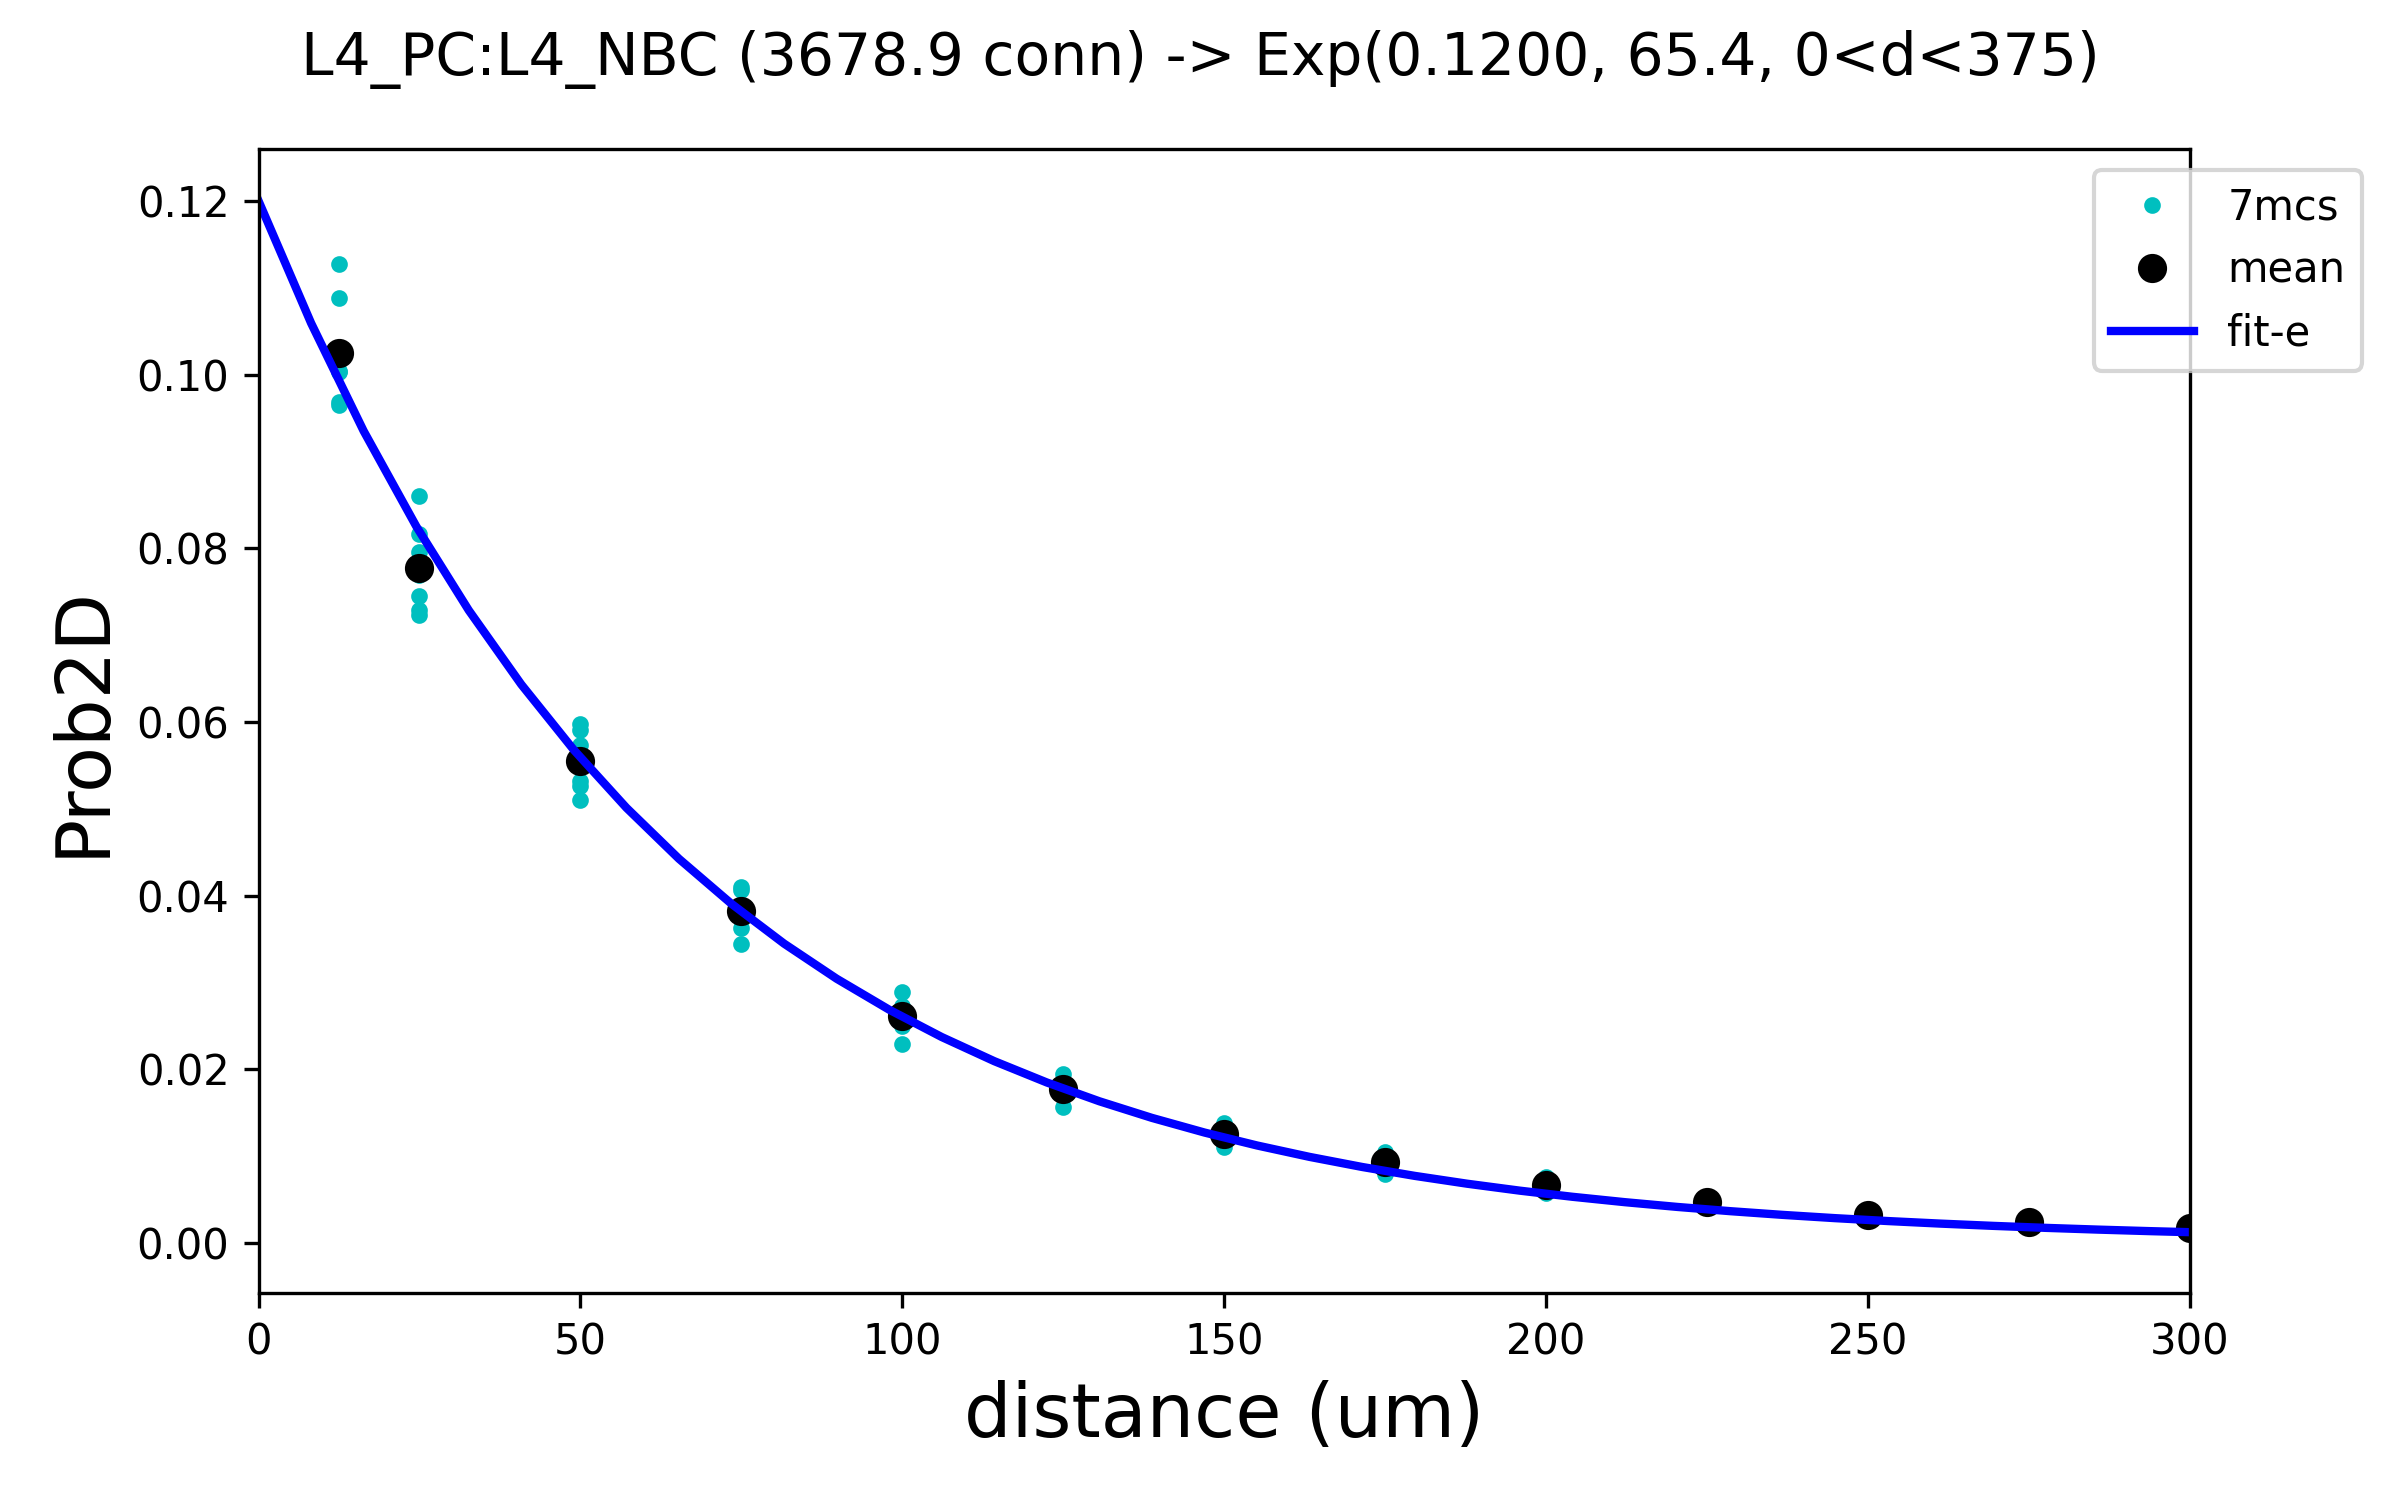 L4_PC:L4_NBC (3678.9 conn) -> Exp(0.1200, 65.4, 0<d<375)
7mcs
mean
fit-e
Prob2D
0.12
0.10
0.08
0.06
0.04
0.02
0.00
0 50 100 150 200 250 300
distance (um)